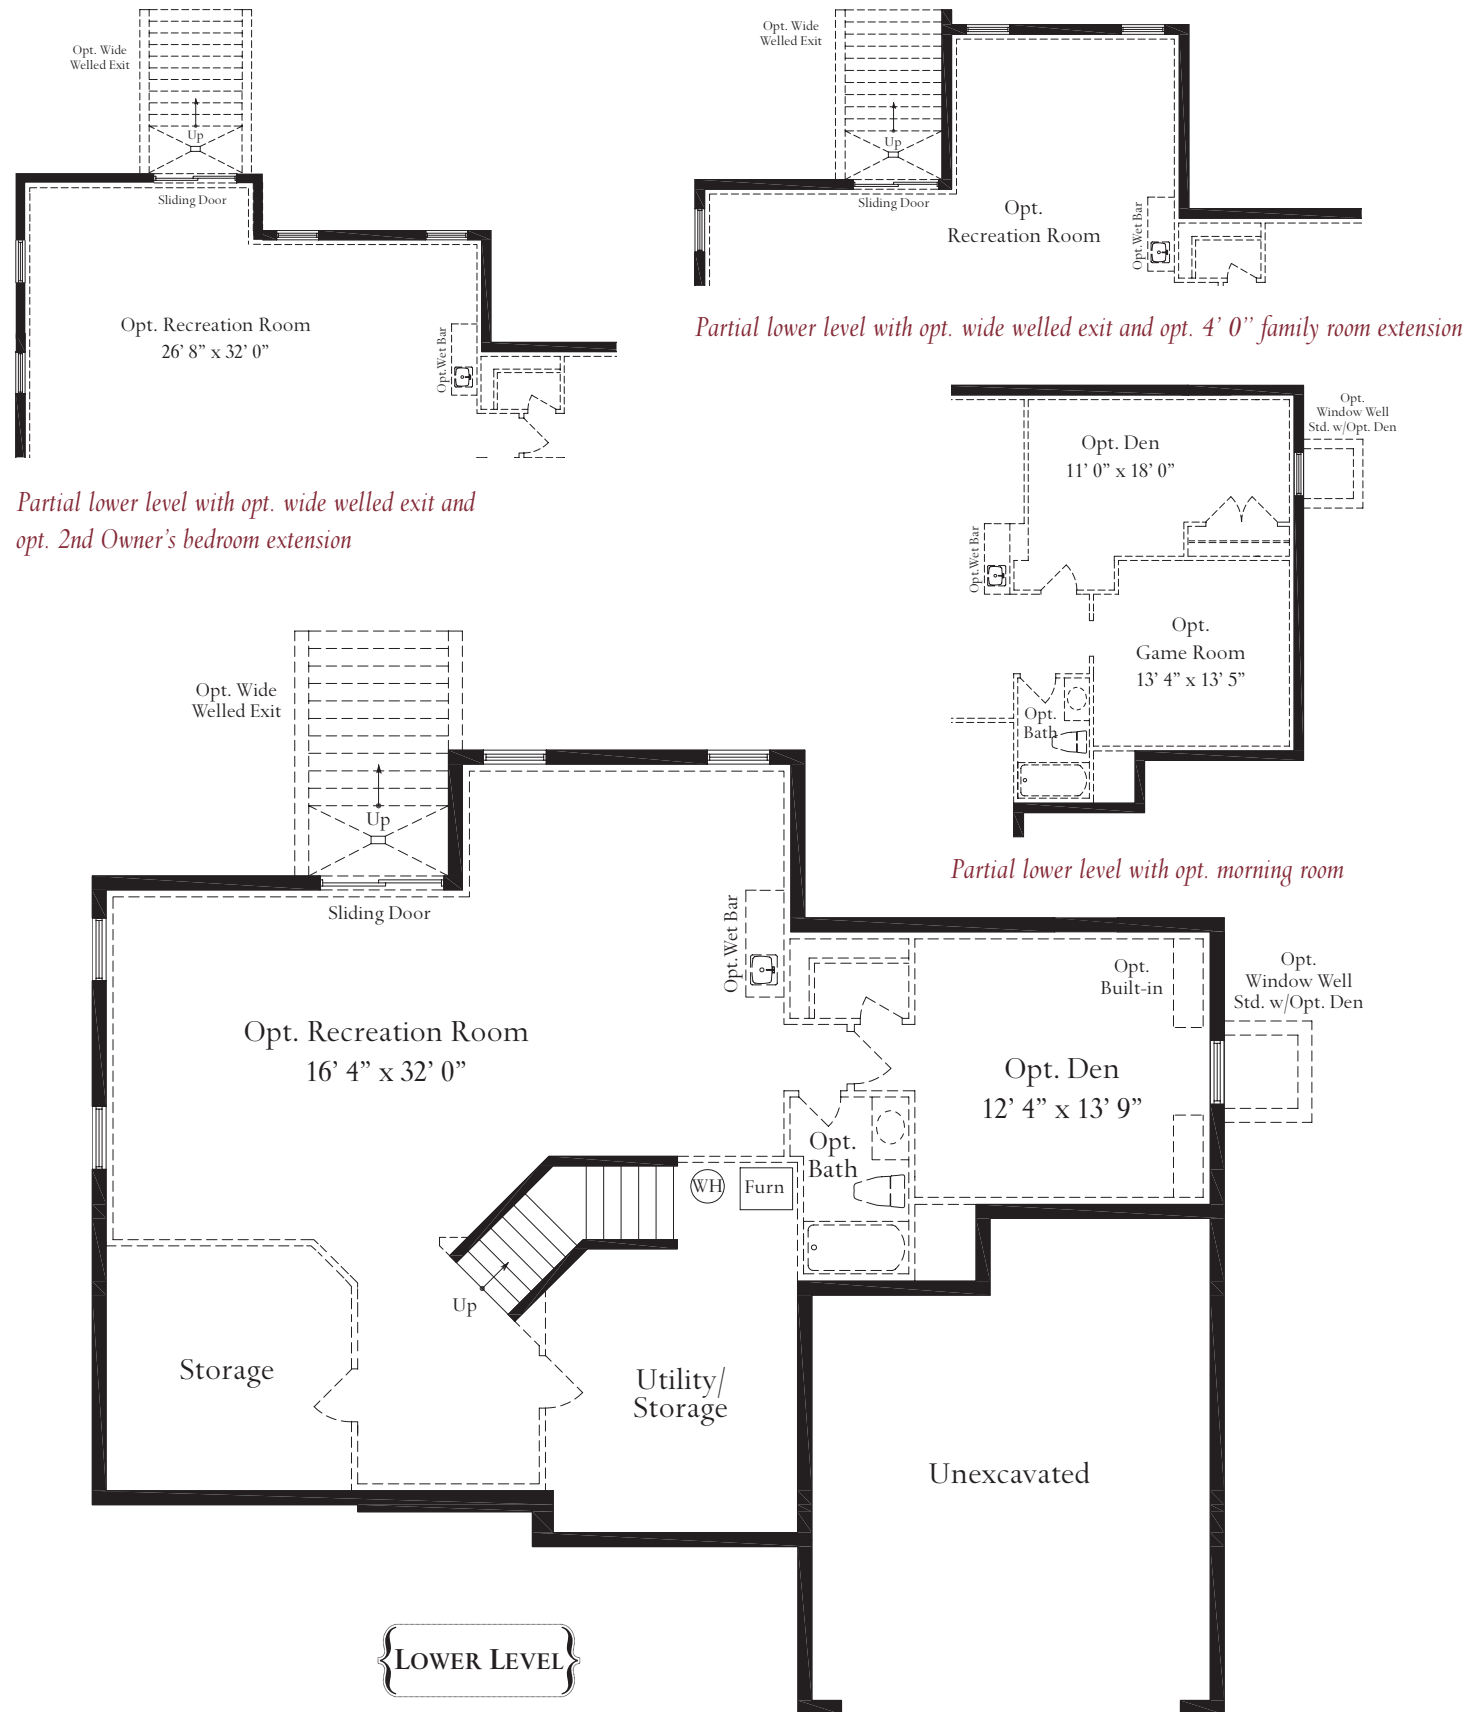 Opt. Wide
Welled Exit
Up
Sliding Door
Opt. Recreation Room
26' 8" x 32' 0"
Opt. Wet Bar
Partial lower level with opt. wide welled exit and
opt. 2nd Owner's bedroom extension
Opt. Wide
Welled Exit
Up
Sliding Door
Opt.
Recreation Room
Opt. Wet Bar
Partial lower level with opt. wide welled exit and opt. 4' 0" family room extension
Opt.
Window Well
Std. w/Opt. Den
Opt. Den
11' 0" x 18' 0"
Opt. Wet Bar
Opt.
Game Room
13' 4" x 13' 5"
Opt.
Bath
Partial lower level with opt. morning room
Opt. Wide
Welled Exit
Up
Sliding Door
Opt. Wet Bar
Opt. Recreation Room
16' 4" x 32' 0"
Opt.
Built-in
Opt.
Window Well
Std. w/Opt. Den
Opt. Den
12' 4" x 13' 9"
Opt.
Bath
WH
Furn
Up
Storage
Utility/
Storage
Unexcavated
LOWER LEVEL